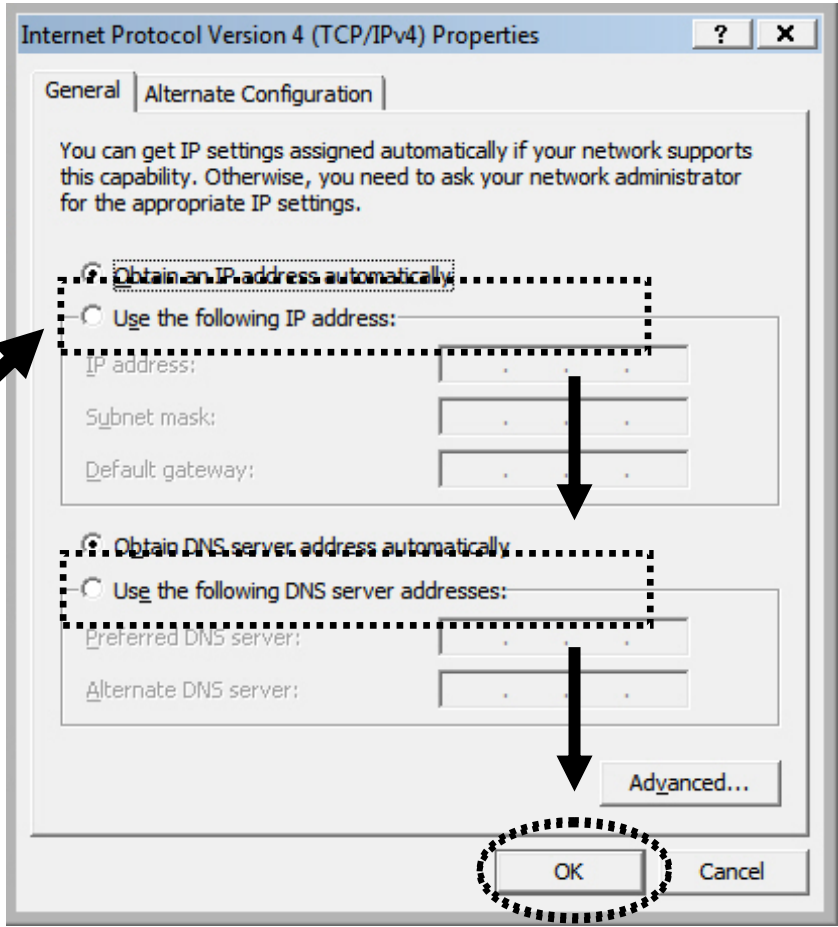 Internet Protocol Version 4 (TCP/IPv4) Properties ? X
General Alternate Configuration
You can get IP settings assigned automatically if your network supports
this capability. Otherwise, you need to ask your network administrator
for the appropriate IP settings.
Obtain an IP address automatically
Use the following IP address:
IP address: . . .
Subnet mask: . . .
Default gateway: . . .
Obtain DNS server address automatically
Use the following DNS server addresses:
Preferred DNS server: . . .
Alternate DNS server: . . .
Advanced...
OK Cancel